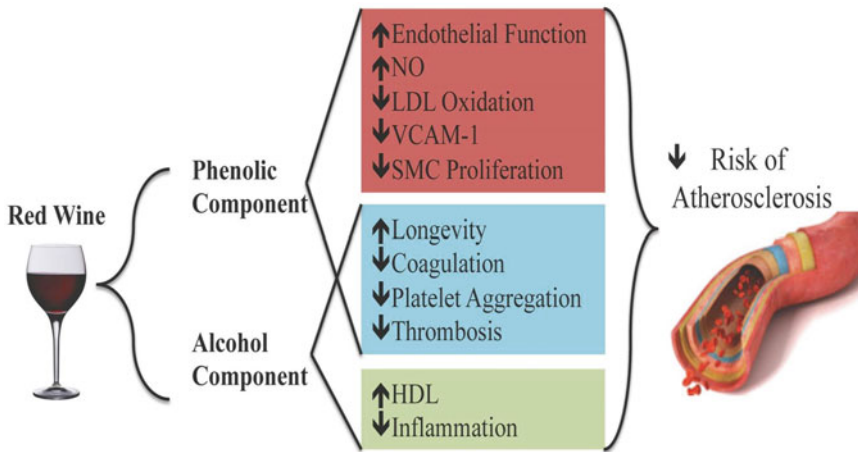 Red Wine
Phenolic
Component
Alcohol
Component
↑Endothelial Function
↑NO
↓LDL Oxidation
↓VCAM-1
↓SMC Proliferation
↑Longevity
↓Coagulation
↓Platelet Aggregation
↓Thrombosis
↑HDL
↓Inflammation
↓ Risk of
Atherosclerosis